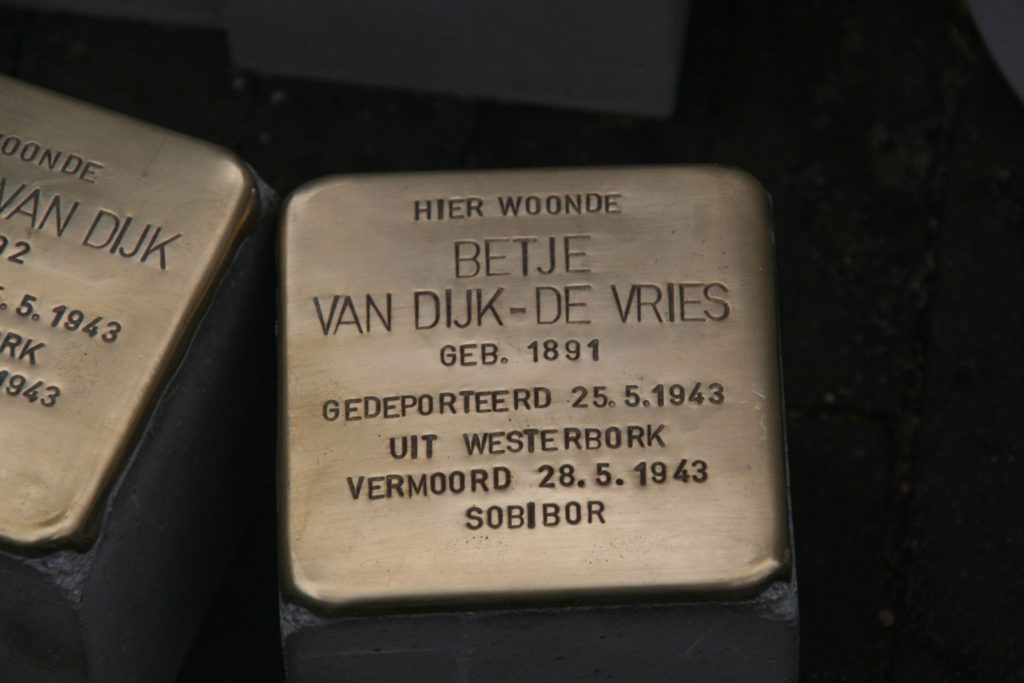 WOONDE
VAN DIJK
92
5.5.1943
RK
1943
HIER WOONDE
BETJE
VAN DIJK-DE VRIES
GEB. 1891
GEDEPORTEERD 25.5.1943
UIT WESTERBORK
VERMOORD 28.5.1943
SOBIBOR